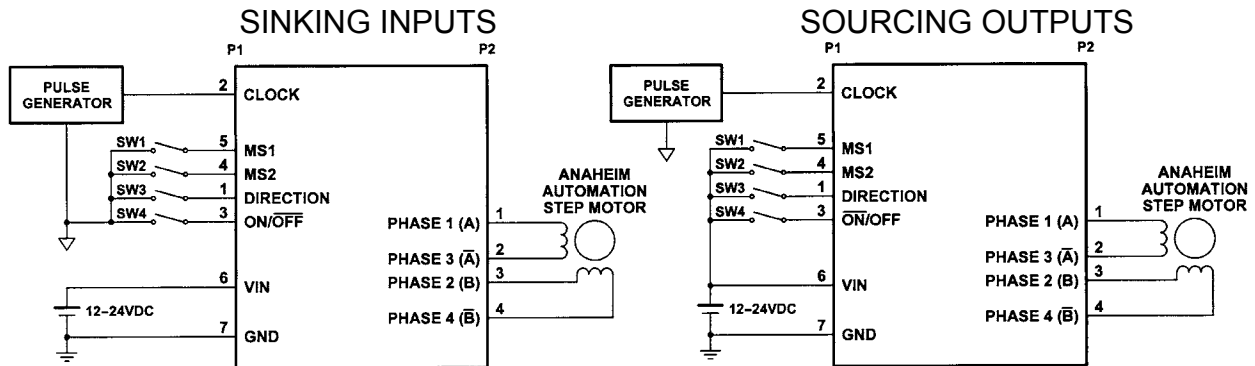 SINKING INPUTS
P1
P2
PULSE
GENERATOR
2
CLOCK
SW1
5
MS1
SW2
4
MS2
SW3
1
DIRECTION
SW4
3
ON/O̅F̅F̅
ANAHEIM
AUTOMATION
STEP MOTOR
PHASE 1 (A)
1
PHASE 3 (A̅)
2
PHASE 2 (B)
3
PHASE 4 (B̅)
4
6
VIN
12–24VDC
7
GND
SOURCING OUTPUTS
P1
P2
PULSE
GENERATOR
2
CLOCK
SW1
5
MS1
SW2
4
MS2
SW3
1
DIRECTION
SW4
3
O̅N̅/OFF
ANAHEIM
AUTOMATION
STEP MOTOR
PHASE 1 (A)
1
PHASE 3 (A̅)
2
PHASE 2 (B)
3
PHASE 4 (B̅)
4
6
VIN
12–24VDC
7
GND